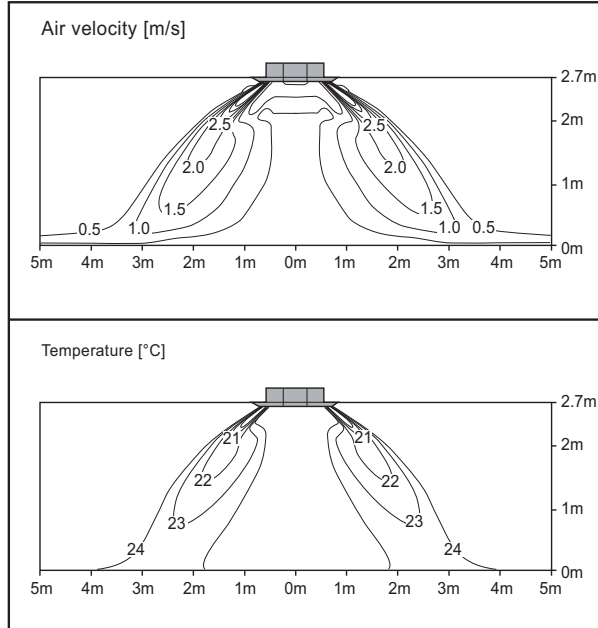 Air velocity [m/s]
2.7m
2.5 2.5 2m
2.0 2.0
1.5 1.5 1m
0.5 1.0 1.0 0.5
0m
5m 4m 3m 2m 1m 0m 1m 2m 3m 4m 5m
Temperature [°C]
2.7m
21 21 2m
22 22
23 23 1m
24 24
0m
5m 4m 3m 2m 1m 0m 1m 2m 3m 4m 5m